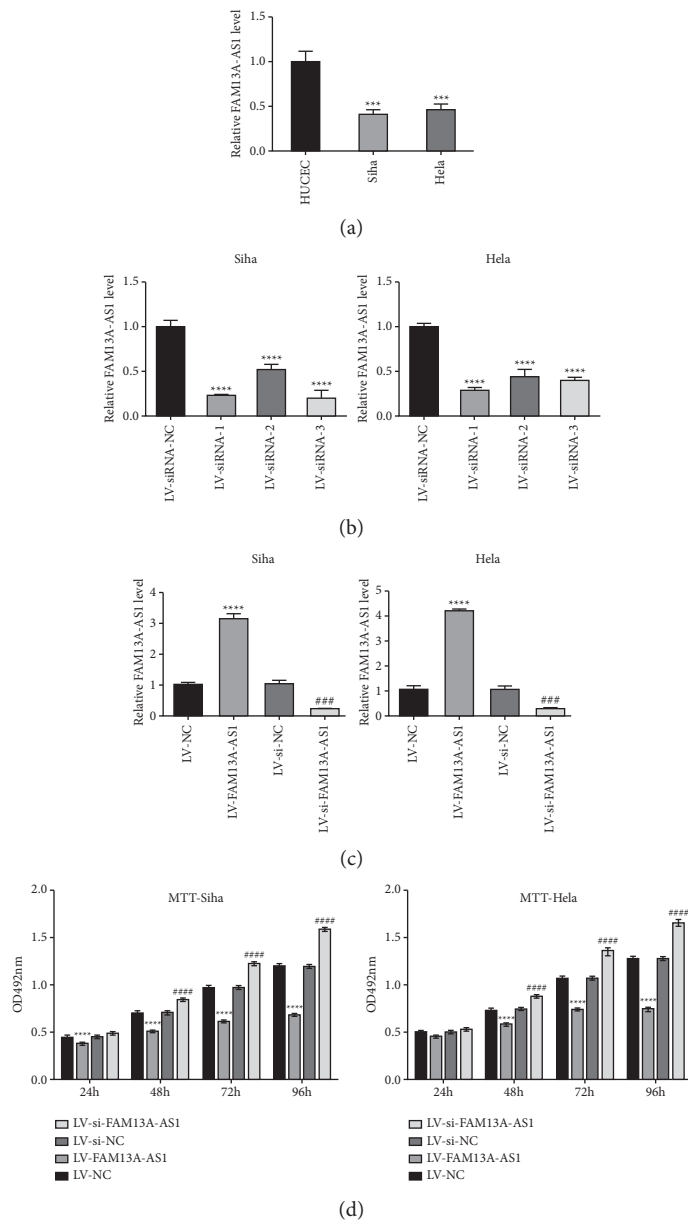 Relative FAM13A-AS1 level
1.5
1.0
0.5
0.0
***
***
HUCEC
Siha
Hela
(a)
Siha
Relative FAM13A-AS1 level
1.5
1.0
0.5
0.0
****
****
****
LV-siRNA-NC
LV-siRNA-1
LV-siRNA-2
LV-siRNA-3
Hela
Relative FAM13A-AS1 level
1.5
1.0
0.5
0.0
****
****
****
LV-siRNA-NC
LV-siRNA-1
LV-siRNA-2
LV-siRNA-3
(b)
Siha
Relative FAM13A-AS1 level
4
3
2
1
0
****
###
LV-NC
LV-FAM13A-AS1
LV-si-NC
LV-si-FAM13A-AS1
Hela
Relative FAM13A-AS1 level
5
4
3
2
1
0
****
###
LV-NC
LV-FAM13A-AS1
LV-si-NC
LV-si-FAM13A-AS1
(c)
MTT-Siha
OD492nm
2.0
1.5
1.0
0.5
0.0
****
****
####
****
####
****
####
24h
48h
72h
96h
LV-si-FAM13A-AS1
LV-si-NC
LV-FAM13A-AS1
LV-NC
MTT-Hela
OD492nm
2.0
1.5
1.0
0.5
0.0
****
####
****
####
****
####
24h
48h
72h
96h
LV-si-FAM13A-AS1
LV-si-NC
LV-FAM13A-AS1
LV-NC
(d)